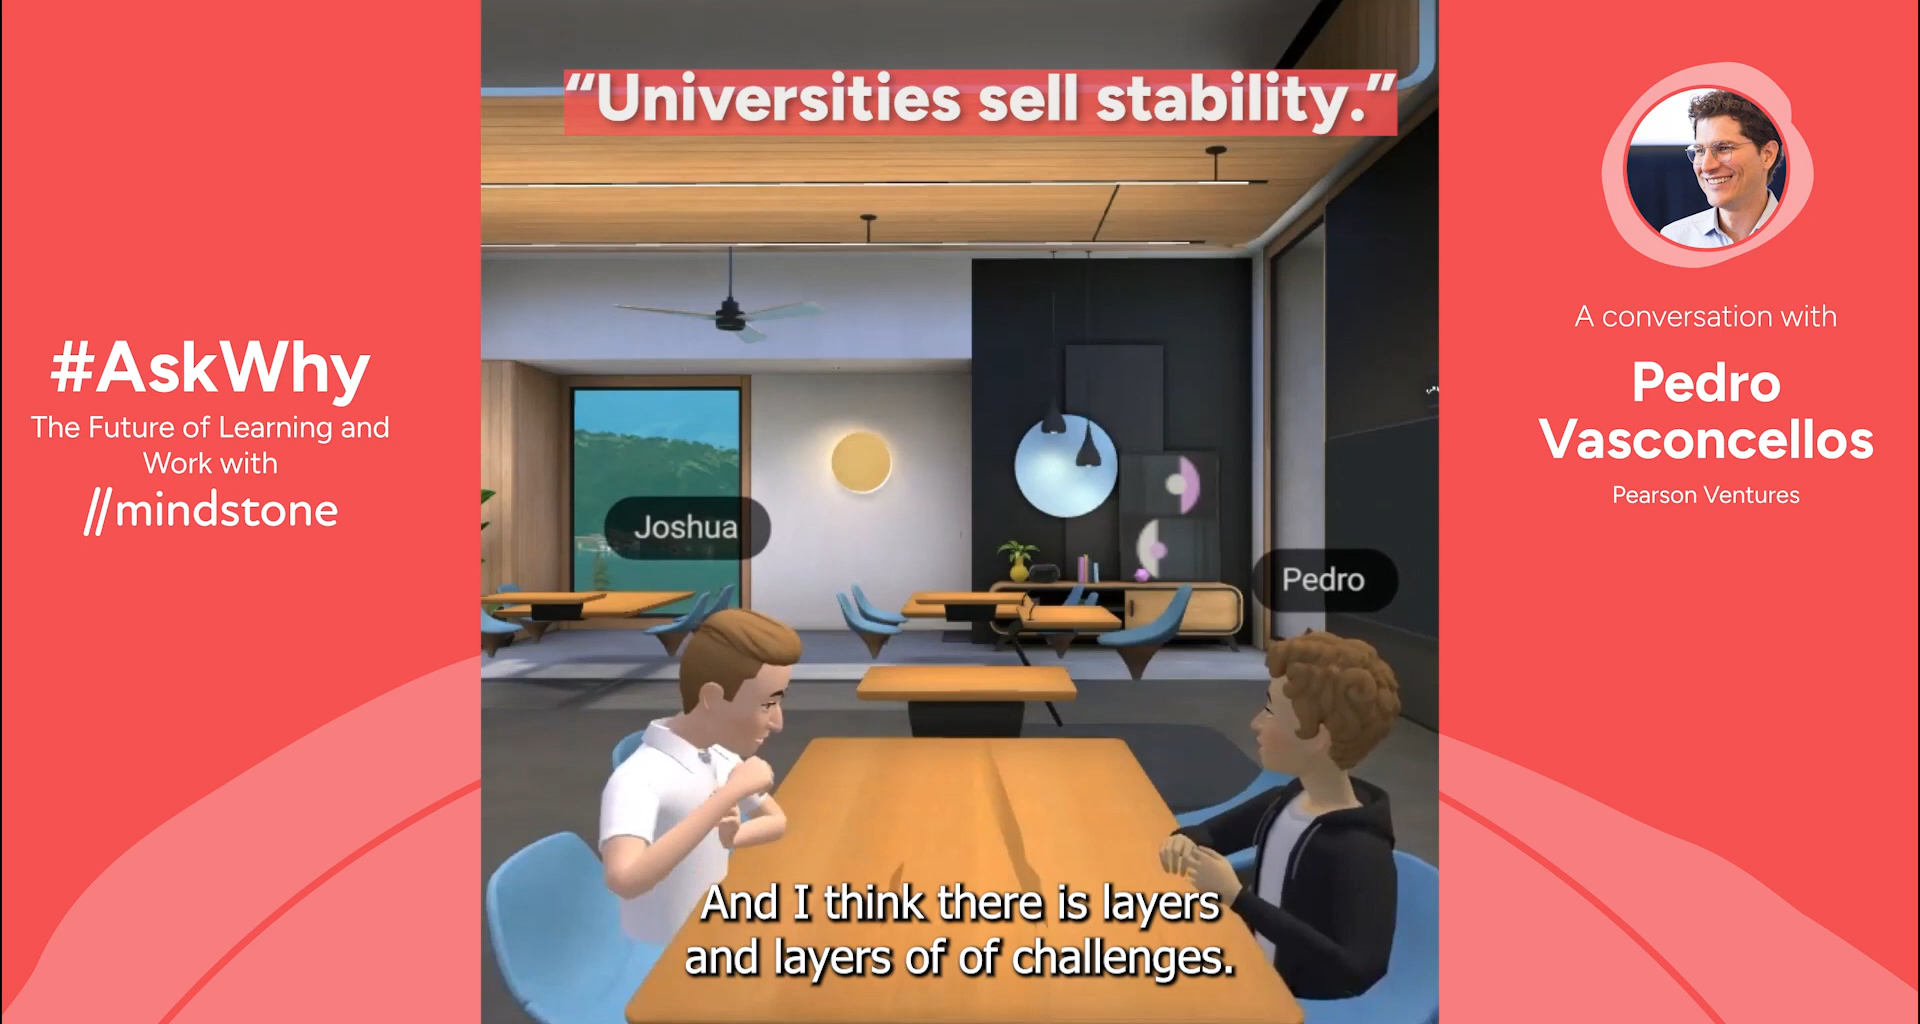 “Universities sell stability.”
#AskWhy
The Future of Learning and
Work with
//mindstone
A conversation with
Pedro
Vasconcellos
Pearson Ventures
Joshua
Pedro
And I think there is layers
and layers of of challenges.